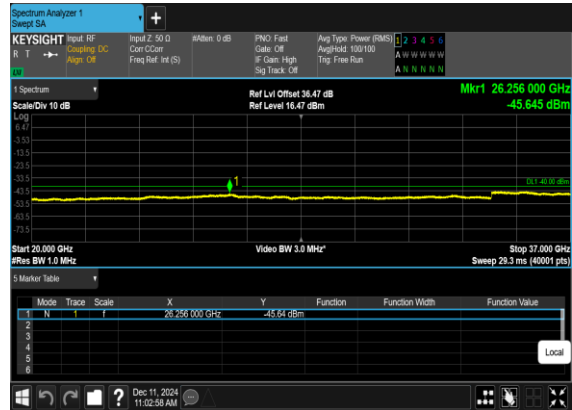 Spectrum Analyzer 1
Swept SA
KEYSIGHT Input: RF Input Z: 50 Ω #Atten: 0 dB PNO: Fast Avg Type: Power (RMS) 1 2 3 4 5 6
R T Coupling: DC Corr CCorr Gate: Off Avg|Hold: 100/100 A W W W W W
Align: Off Freq Ref: Int (S) IF Gain: High Trig: Free Run
Sig Track: Off A N N N N N
1 Spectrum Ref Lvl Offset 36.47 dB Mkr1 26.256 000 GHz
Scale/Div 10 dB Ref Level 16.47 dBm -45.645 dBm
Log
6.47
-3.53
-13.5
-23.5
-33.5
-43.5
-53.5
-63.5
-73.5
1
DL1 -40.00 dBm
Start 20.000 GHz Video BW 3.0 MHz* Stop 37.000 GHz
#Res BW 1.0 MHz Sweep 29.3 ms (40001 pts)
5 Marker Table
Mode Trace Scale X Y Function Function Width Function Value
1 N 1 f 26.256 000 GHz -45.64 dBm
2
3
4
5
6
Local
? Dec 11, 2024
11:02:58 AM